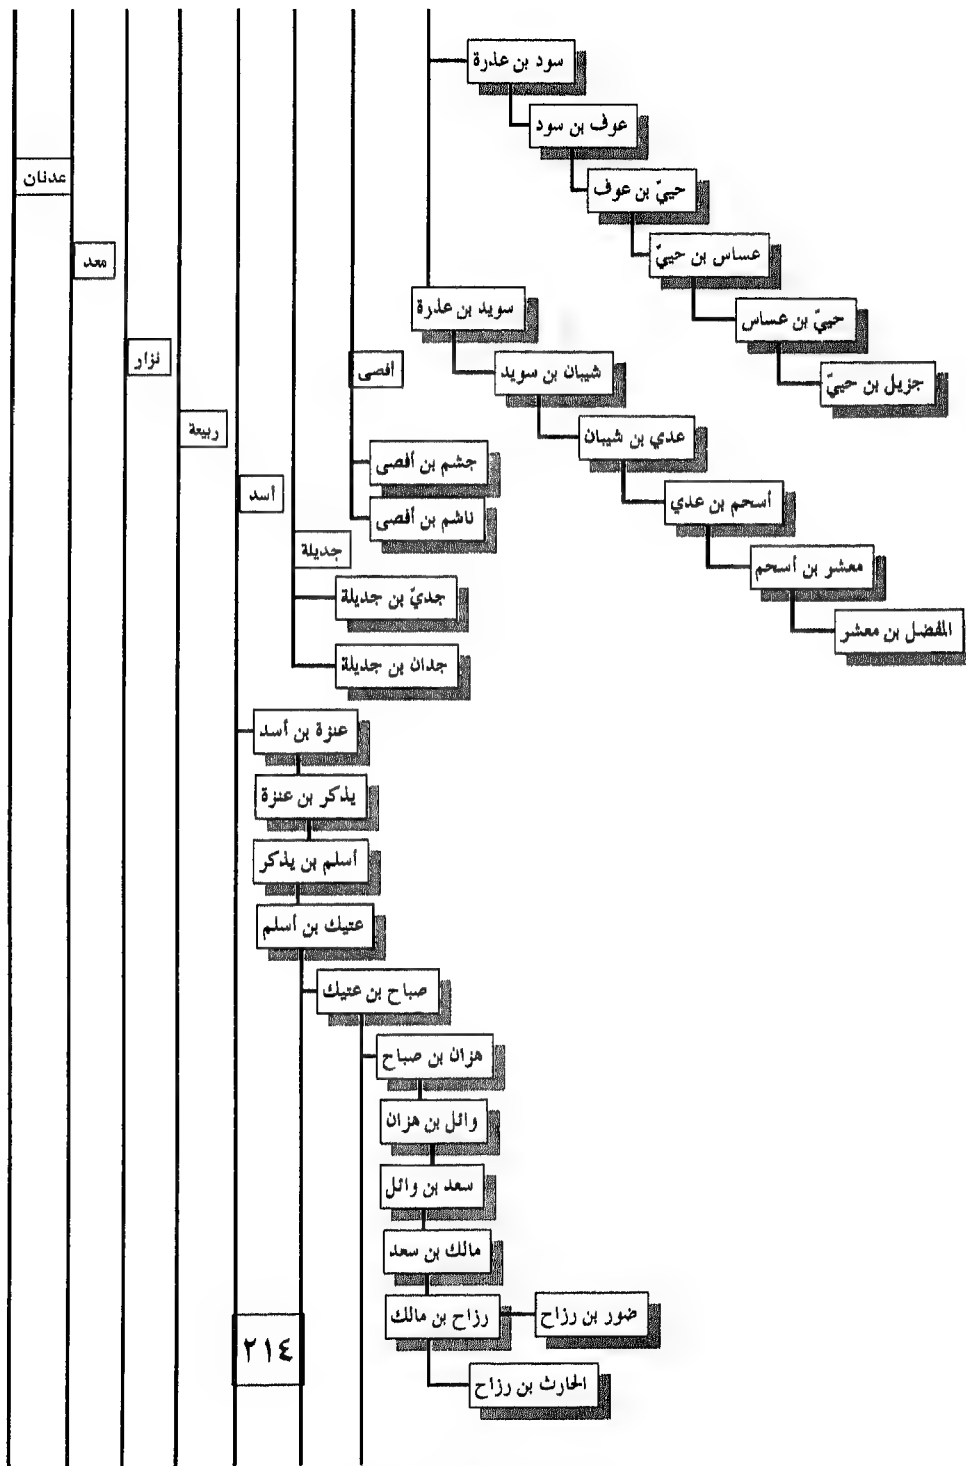 سود بن عذرة
عوف بن سود
عدنان
حييّ بن عوف
معد
عساس بن حييّ
سويد بن عذرة
حييّ بن عساس
نزار
أفصى
شيبان بن سويد
جزيل بن حييّ
ربيعة
عدي بن شيبان
جشم بن أفصى
أسد
أسحم بن عدي
ناشم بن أفصى
جديلة
معشر بن أسحم
جديّ بن جديلة
المفضل بن معشر
جدان بن جديلة
عنزة بن أسد
يذكر بن عنزة
أسلم بن يذكر
عتيك بن أسلم
صباح بن عتيك
هزان بن صباح
وائل بن هزان
سعد بن وائل
مالك بن سعد
رزاح بن مالك
ضور بن رزاح
٢١٤
الحارث بن رزاح